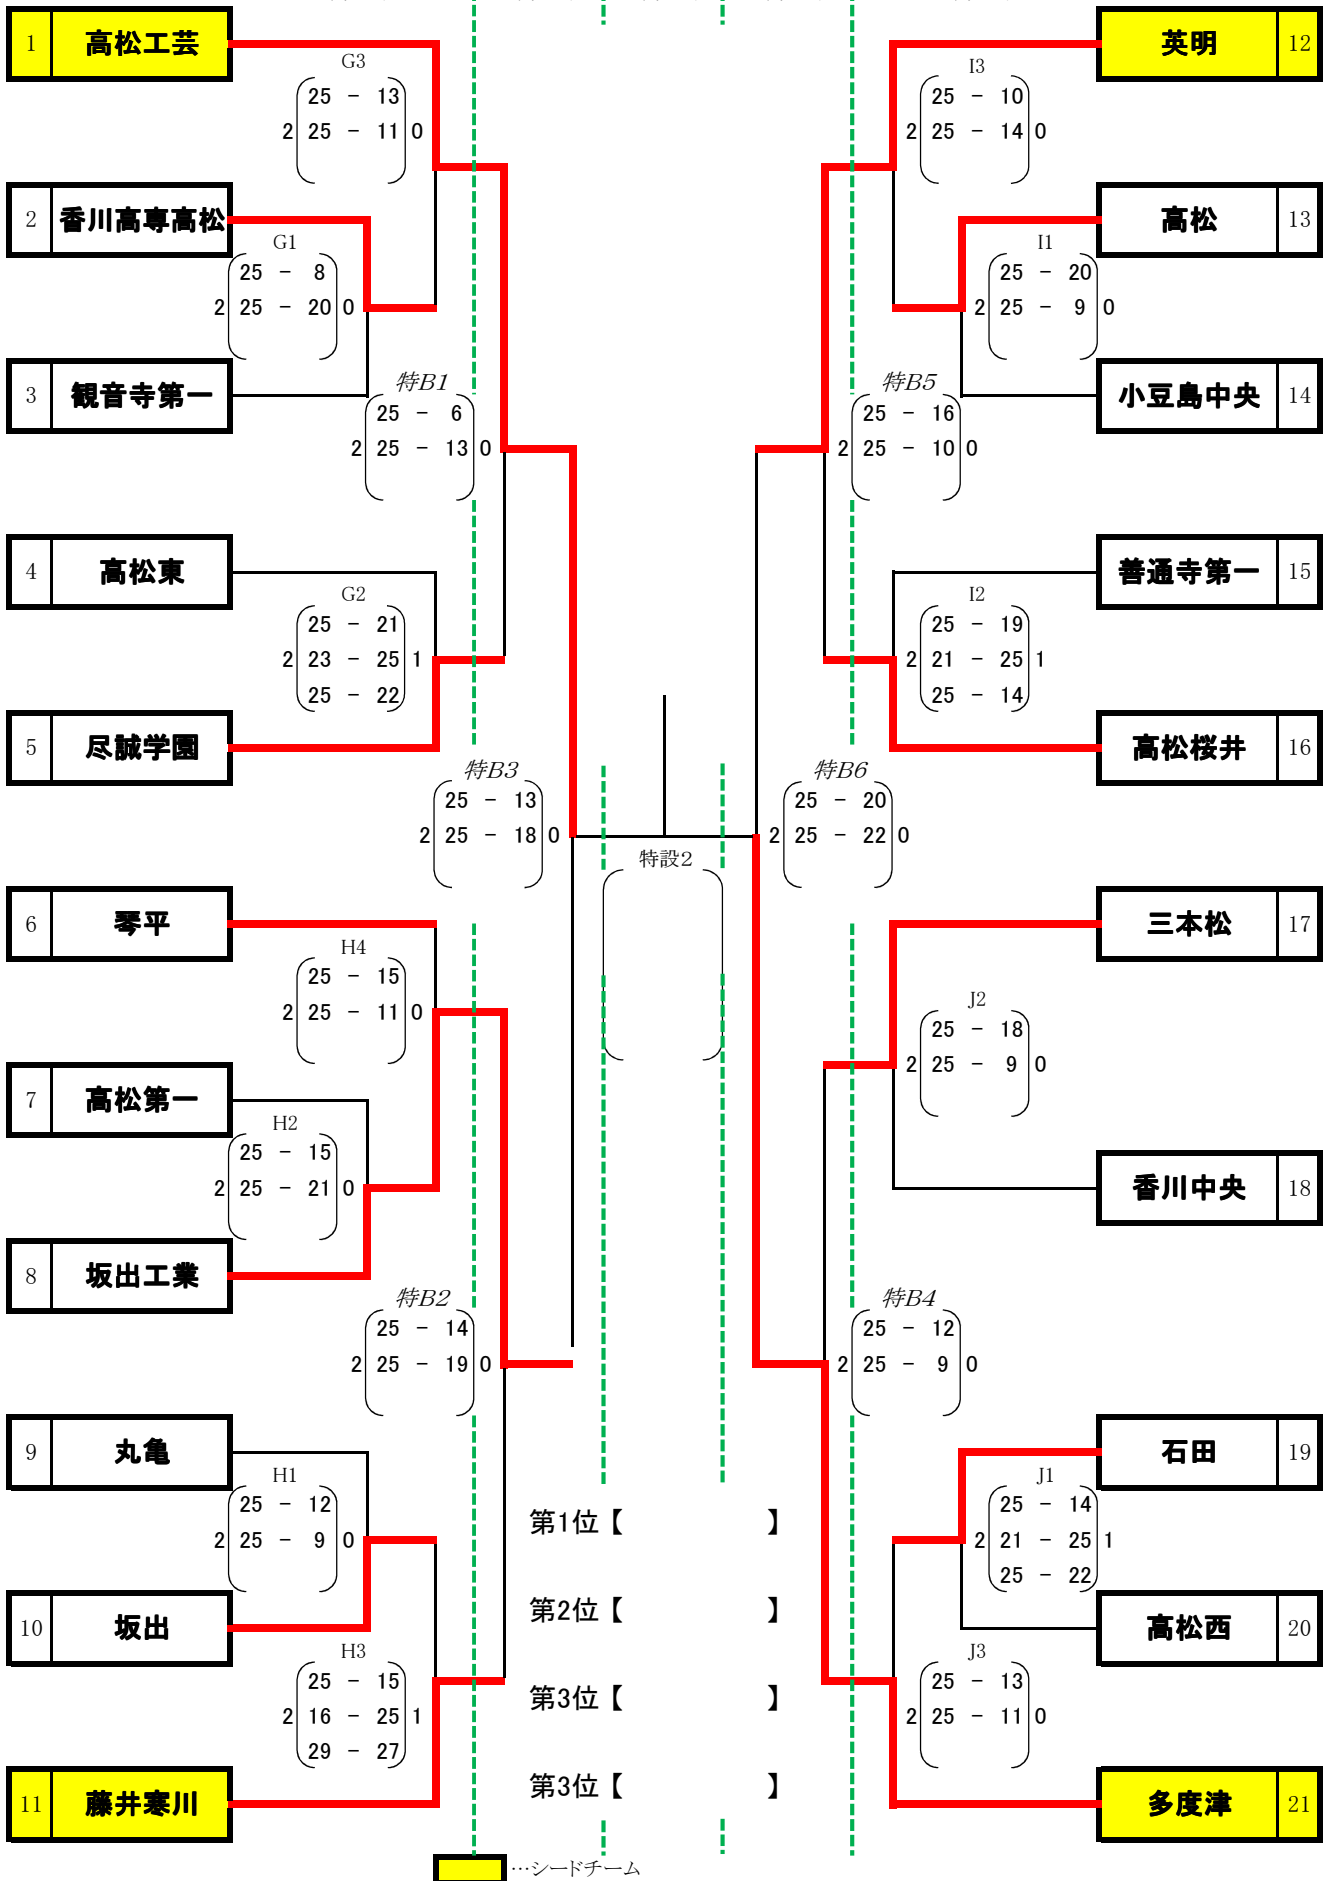 1 高松工芸
G3
25 － 13
2 25 － 11 0
2 香川高専高松
G1
25 － 8
2 25 － 20 0
3 観音寺第一
特B1
25 － 6
2 25 － 13 0
4 高松東
G2
25 － 21
2 23 － 25 1
25 － 22
5 尽誠学園
特B3
25 － 13
2 25 － 18 0
6 琴平
H4
25 － 15
2 25 － 11 0
7 高松第一
H2
25 － 15
2 25 － 21 0
8 坂出工業
特B2
25 － 14
2 25 － 19 0
9 丸亀
H1
25 － 12
2 25 － 9 0
10 坂出
H3
25 － 15
2 16 － 25 1
29 － 27
11 藤井寒川
特設2
第1位【 】
第2位【 】
第3位【 】
第3位【 】
…シードチーム
英明 12
I3
25 － 10
2 25 － 14 0
高松 13
I1
25 － 20
2 25 － 9 0
小豆島中央 14
特B5
25 － 16
2 25 － 10 0
善通寺第一 15
I2
25 － 19
2 21 － 25 1
25 － 14
高松桜井 16
特B6
25 － 20
2 25 － 22 0
三本松 17
J2
25 － 18
2 25 － 9 0
香川中央 18
特B4
25 － 12
2 25 － 9 0
石田 19
J1
25 － 14
2 21 － 25 1
25 － 22
高松西 20
J3
25 － 13
2 25 － 11 0
多度津 21